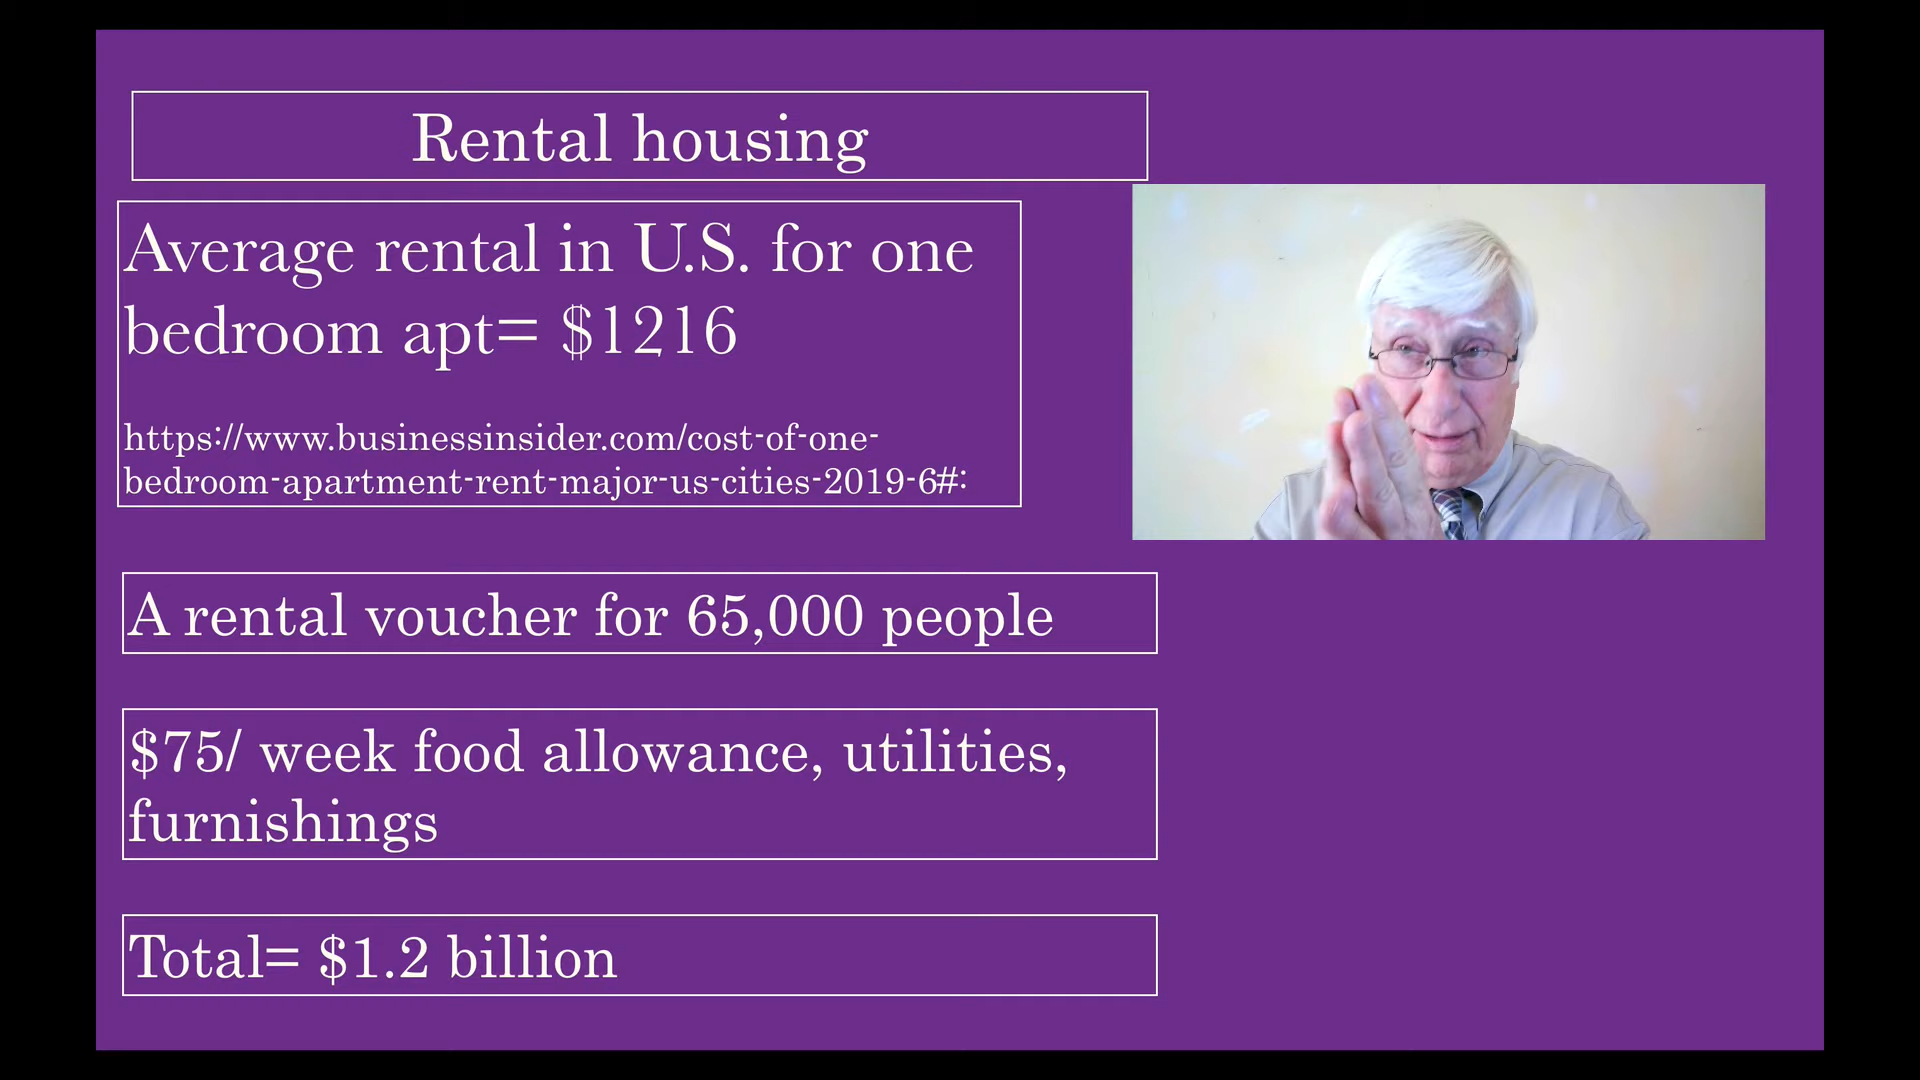 Rental housing
Average rental in U.S. for one
bedroom apt= $1216
https://www.businessinsider.com/cost-of-one-
bedroom-apartment-rent-major-us-cities-2019-6#:
A rental voucher for 65,000 people
$75/ week food allowance, utilities,
furnishings
Total= $1.2 billion